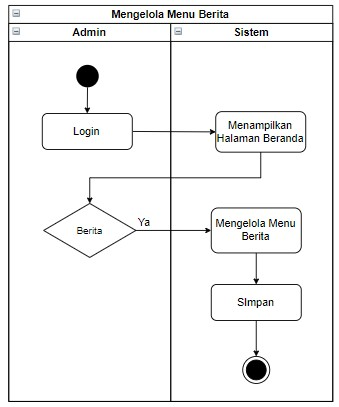 Mengelola Menu Berita
Admin
Sistem
Login
Menampilkan
Halaman Beranda
Berita
Ya
Mengelola Menu
Berita
SImpan